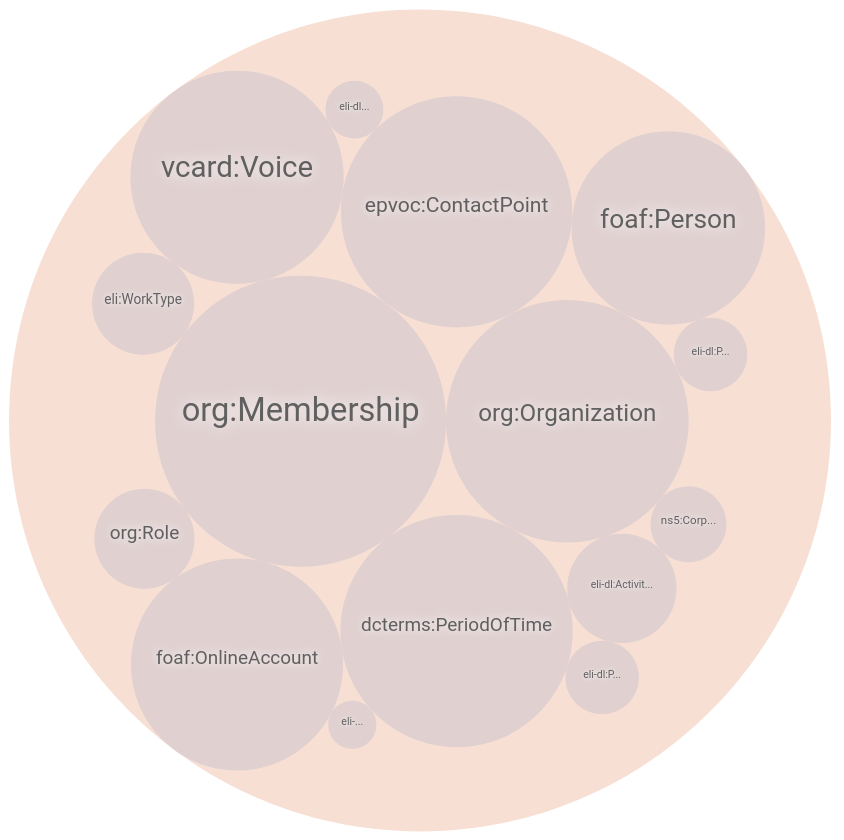 eli-dl...
vcard:Voice
epvoc:ContactPoint
foaf:Person
eli:WorkType
eli-dl:P...
org:Membership
org:Organization
ns5:Corp...
org:Role
eli-dl:Activit...
dcterms:PeriodOfTime
foaf:OnlineAccount
eli-dl:P...
eli-...